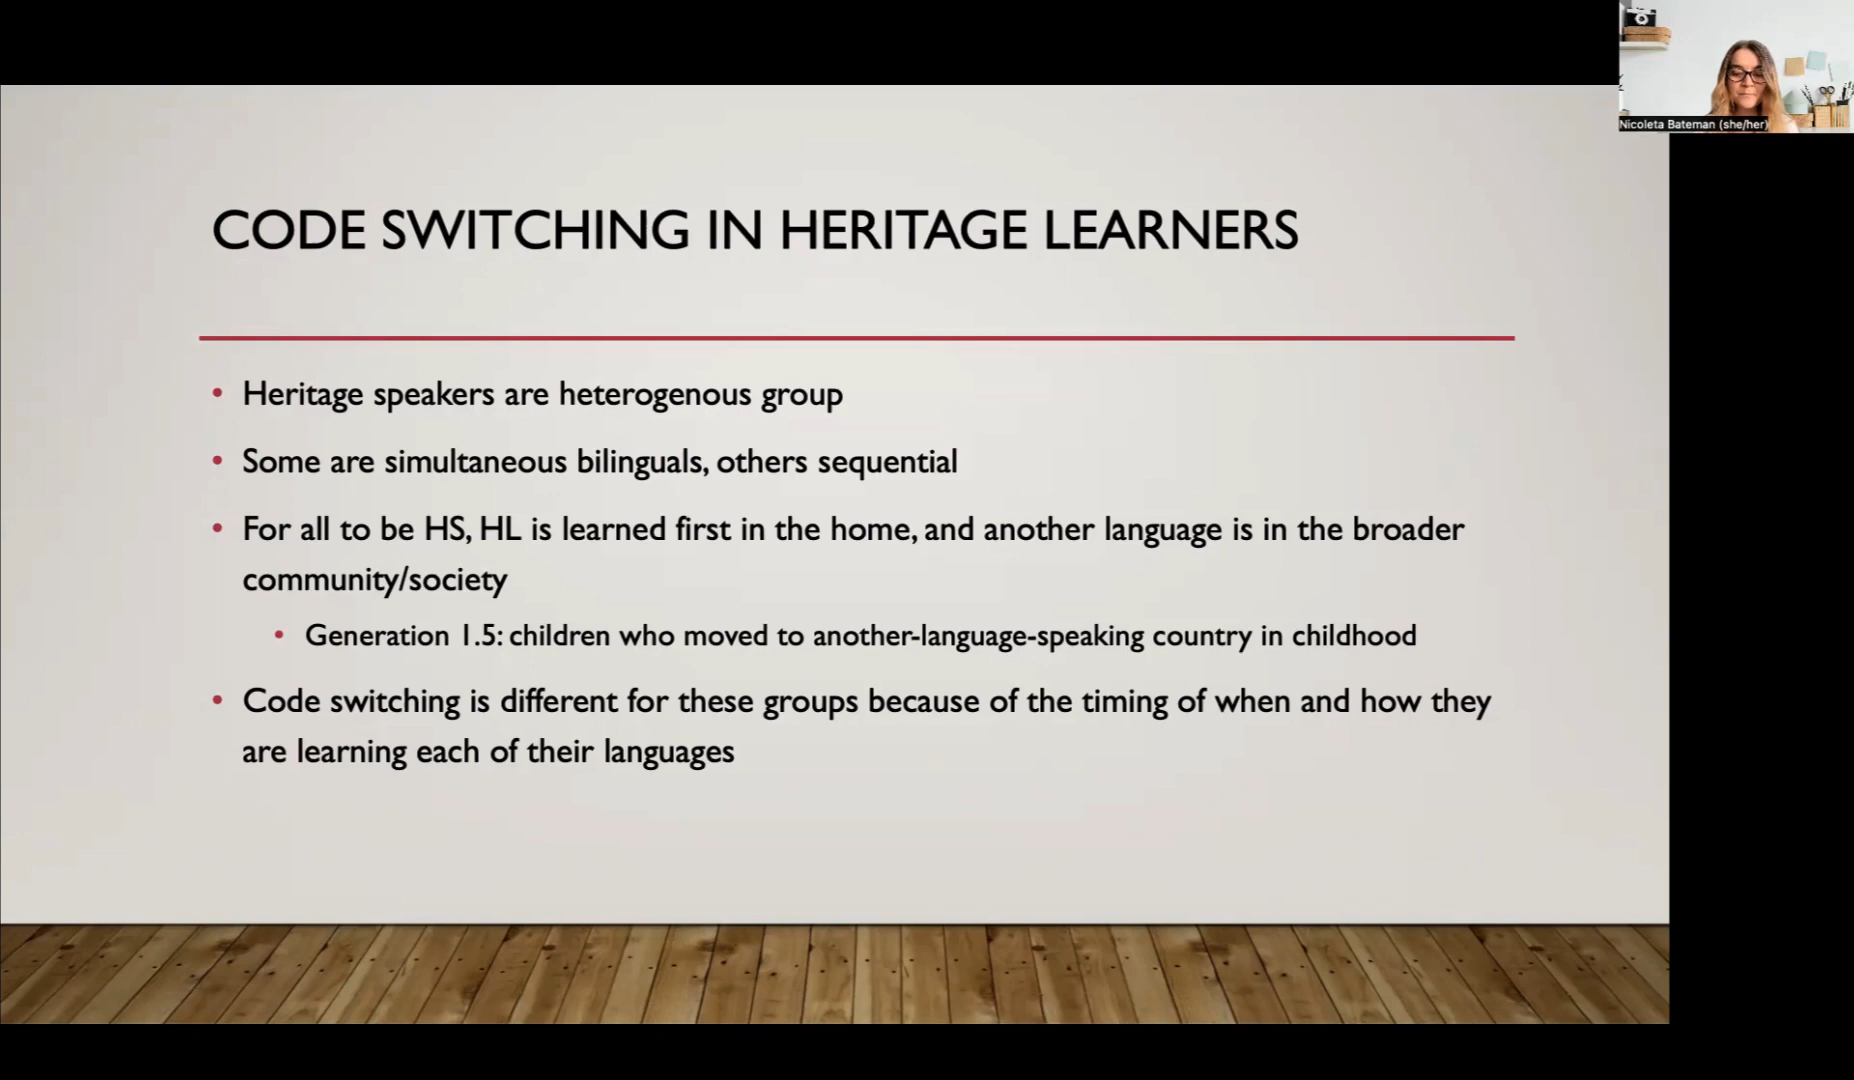 CODE SWITCHING IN HERITAGE LEARNERS
• Heritage speakers are heterogenous group
• Some are simultaneous bilinguals, others sequential
• For all to be HS, HL is learned first in the home, and another language is in the broader
community/society
• Generation 1.5: children who moved to another-language-speaking country in childhood
• Code switching is different for these groups because of the timing of when and how they
are learning each of their languages
Nicoleta Bateman (she/her)